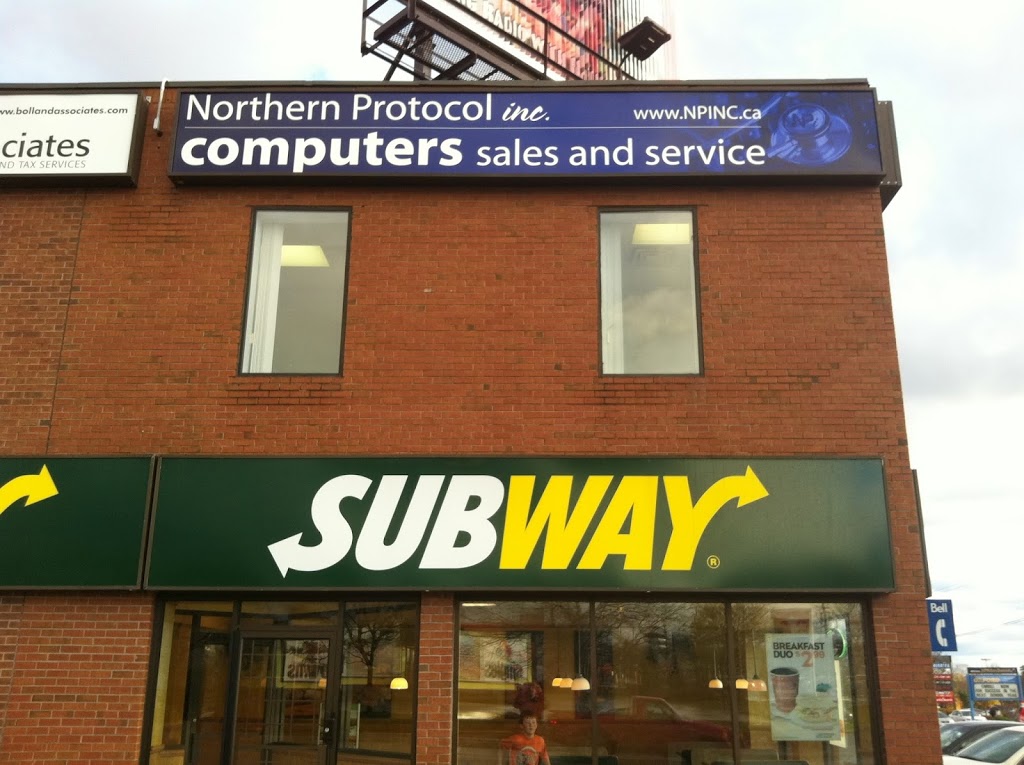 www.bollandassociates.com
ciates
ND TAX SERVICES
Northern Protocol inc.
www.NPINC.ca
computers sales and service
NP
SUBWAY®
BREAKFAST
DUO
Bell